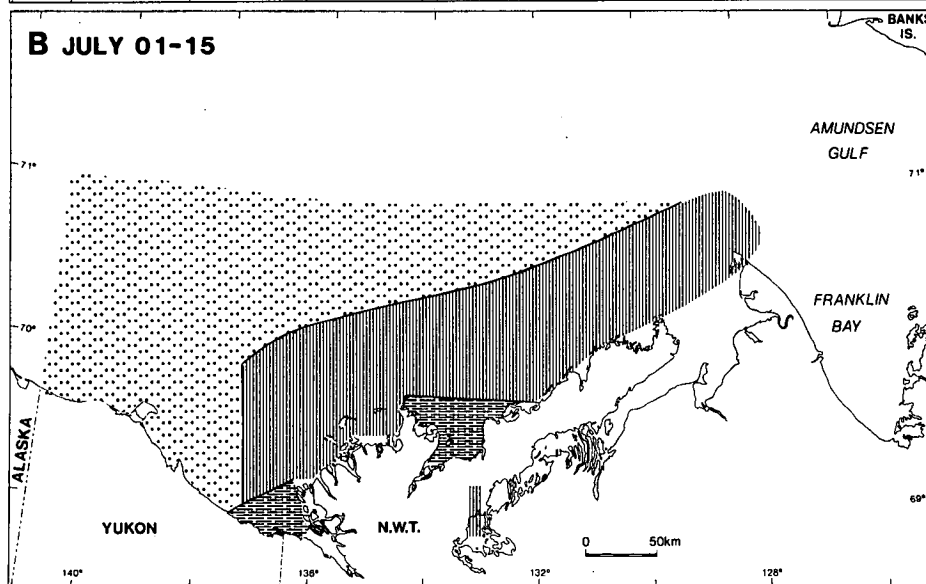 BANKS
IS.
B JULY 01-15
AMUNDSEN
GULF
71°
71°
FRANKLIN
BAY
70°
ALASKA
69°
YUKON
N.W.T.
0 50km
140° 136° 132° 128°